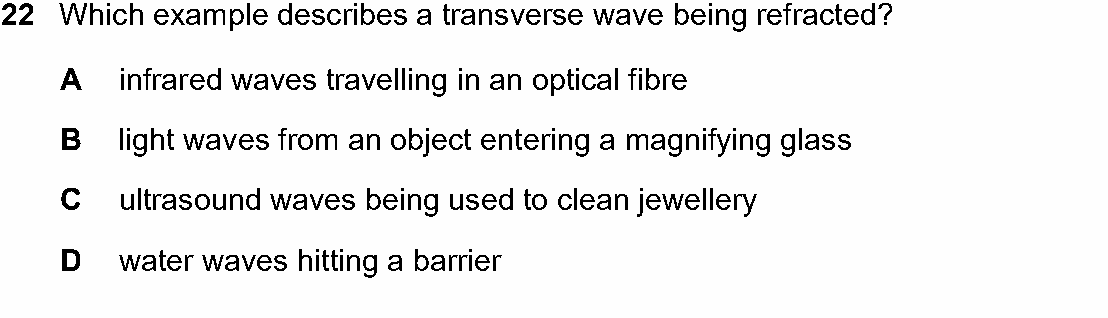 22 Which example describes a transverse wave being refracted?
A infrared waves travelling in an optical fibre
B light waves from an object entering a magnifying glass
C ultrasound waves being used to clean jewellery
D water waves hitting a barrier